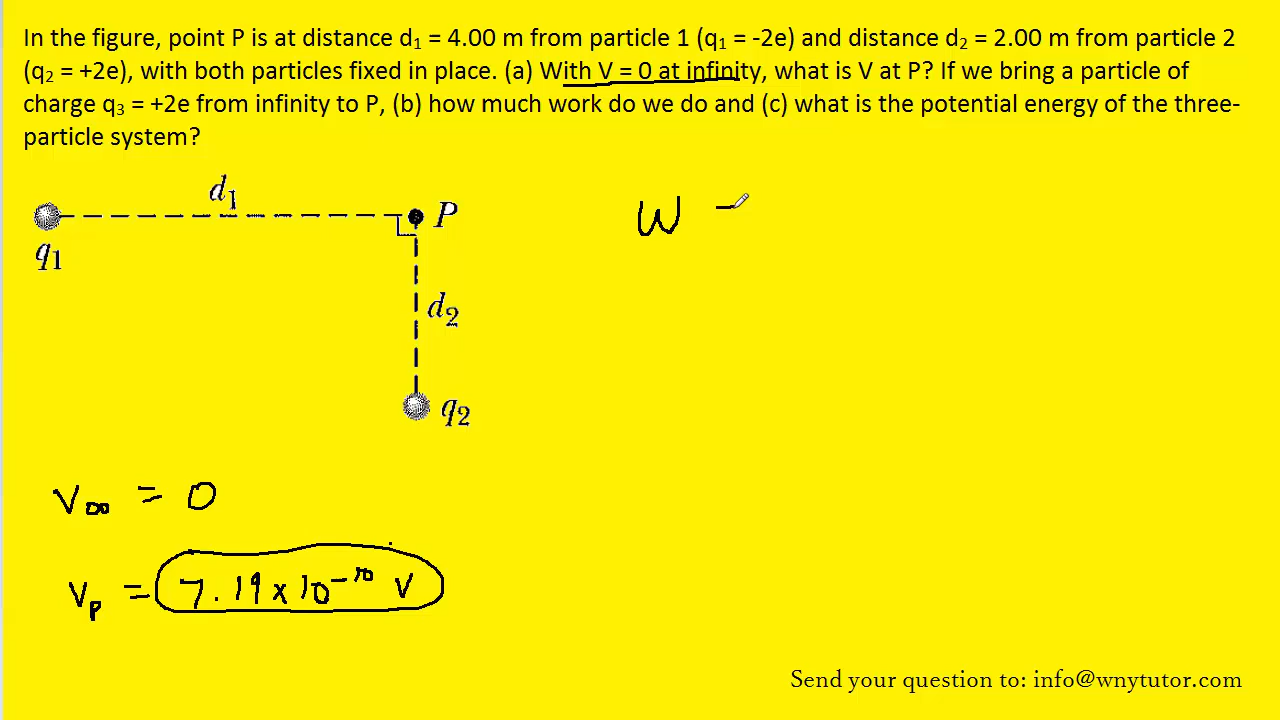 In the figure, point P is at distance d₁ = 4.00 m from particle 1 (q₁ = -2e) and distance d₂ = 2.00 m from particle 2
(q₂ = +2e), with both particles fixed in place. (a) With V = 0 at infinity, what is V at P? If we bring a particle of
charge q₃ = +2e from infinity to P, (b) how much work do we do and (c) what is the potential energy of the three-
particle system?
d₁
P
q₁
W =
d₂
q₂
V∞ = 0
Vp = 7.19 x 10⁻¹⁰ V
Send your question to: info@wnytutor.com